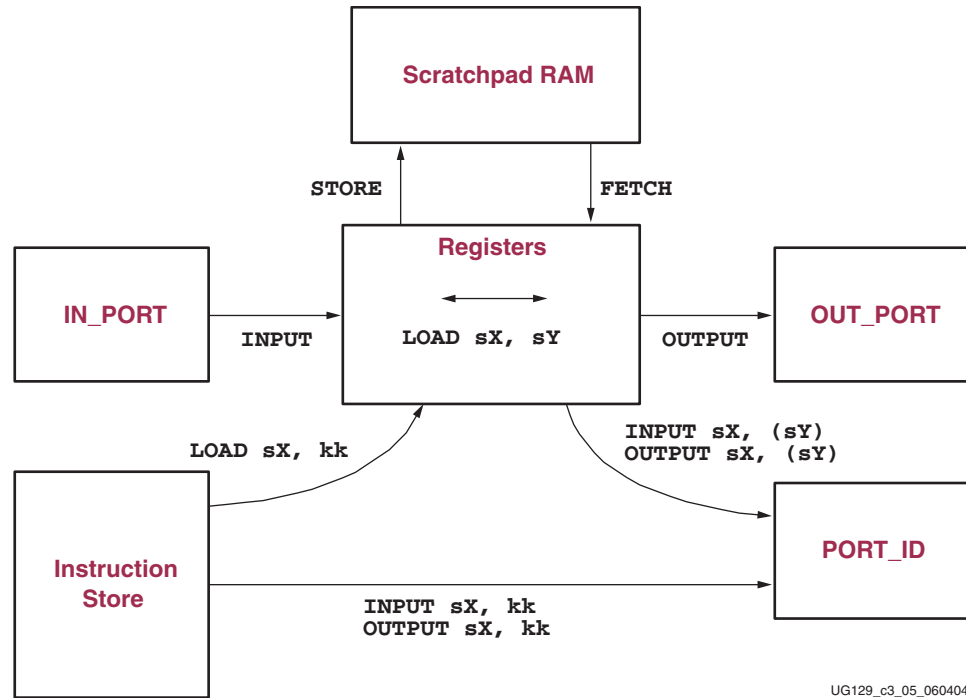 Scratchpad RAM
STORE
FETCH
Registers
IN_PORT
INPUT
LOAD sX, sY
OUTPUT
OUT_PORT
LOAD sX, kk
INPUT sX, (sY)
OUTPUT sX, (sY)
Instruction
Store
PORT_ID
INPUT sX, kk
OUTPUT sX, kk
UG129_c3_05_060404